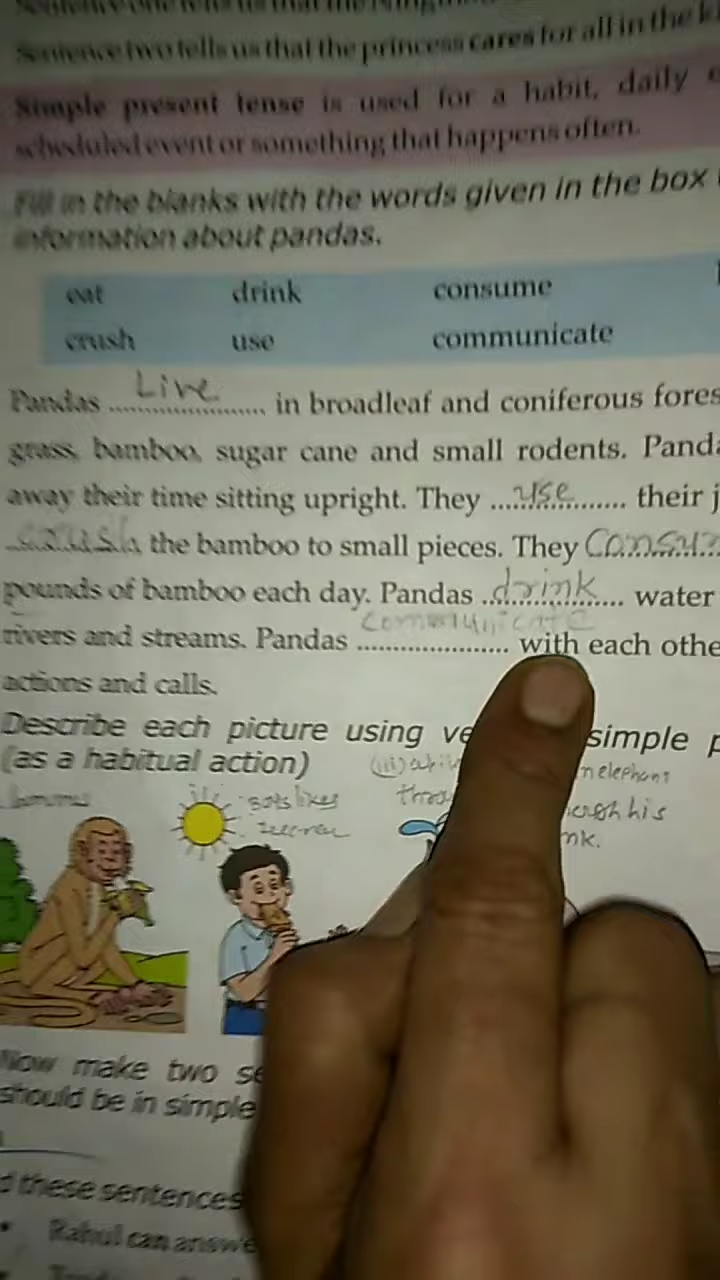 Sentence two tells us that the princess cares for all in the
Simple present tense is used for a habit, daily
scheduled event or something that happens often.
Fill in the blanks with the words given in the box
information about pandas.
eat drink consume
crush use communicate
Pandas Live in broadleaf and coniferous fores
grass, bamboo, sugar cane and small rodents. Panda
away their time sitting upright. They use their j
crush the bamboo to small pieces. They Consu
pounds of bamboo each day. Pandas drink water
rivers and streams. Pandas communicate with each othe
actions and calls.
Describe each picture using ve simple p
(as a habitual action)
(iii) elephant
his
nk.
Now make two se
should be in simple
d these sentences
• Rahul can answe